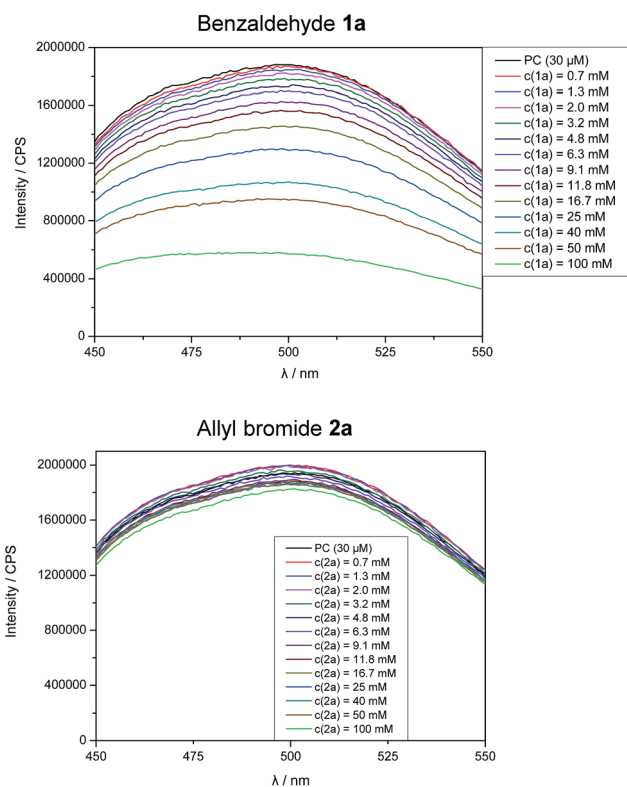 Benzaldehyde 1a
2000000
1600000
1200000
800000
400000
0
Intensity / CPS
450
475
500
525
550
λ / nm
PC (30 µM)
c(1a) = 0.7 mM
c(1a) = 1.3 mM
c(1a) = 2.0 mM
c(1a) = 3.2 mM
c(1a) = 4.8 mM
c(1a) = 6.3 mM
c(1a) = 9.1 mM
c(1a) = 11.8 mM
c(1a) = 16.7 mM
c(1a) = 25 mM
c(1a) = 40 mM
c(1a) = 50 mM
c(1a) = 100 mM
Allyl bromide 2a
2000000
1600000
1200000
800000
400000
0
Intensity / CPS
PC (30 µM)
c(2a) = 0.7 mM
c(2a) = 1.3 mM
c(2a) = 2.0 mM
c(2a) = 3.2 mM
c(2a) = 4.8 mM
c(2a) = 6.3 mM
c(2a) = 9.1 mM
c(2a) = 11.8 mM
c(2a) = 16.7 mM
c(2a) = 25 mM
c(2a) = 40 mM
c(2a) = 50 mM
c(2a) = 100 mM
450
475
500
525
550
λ / nm